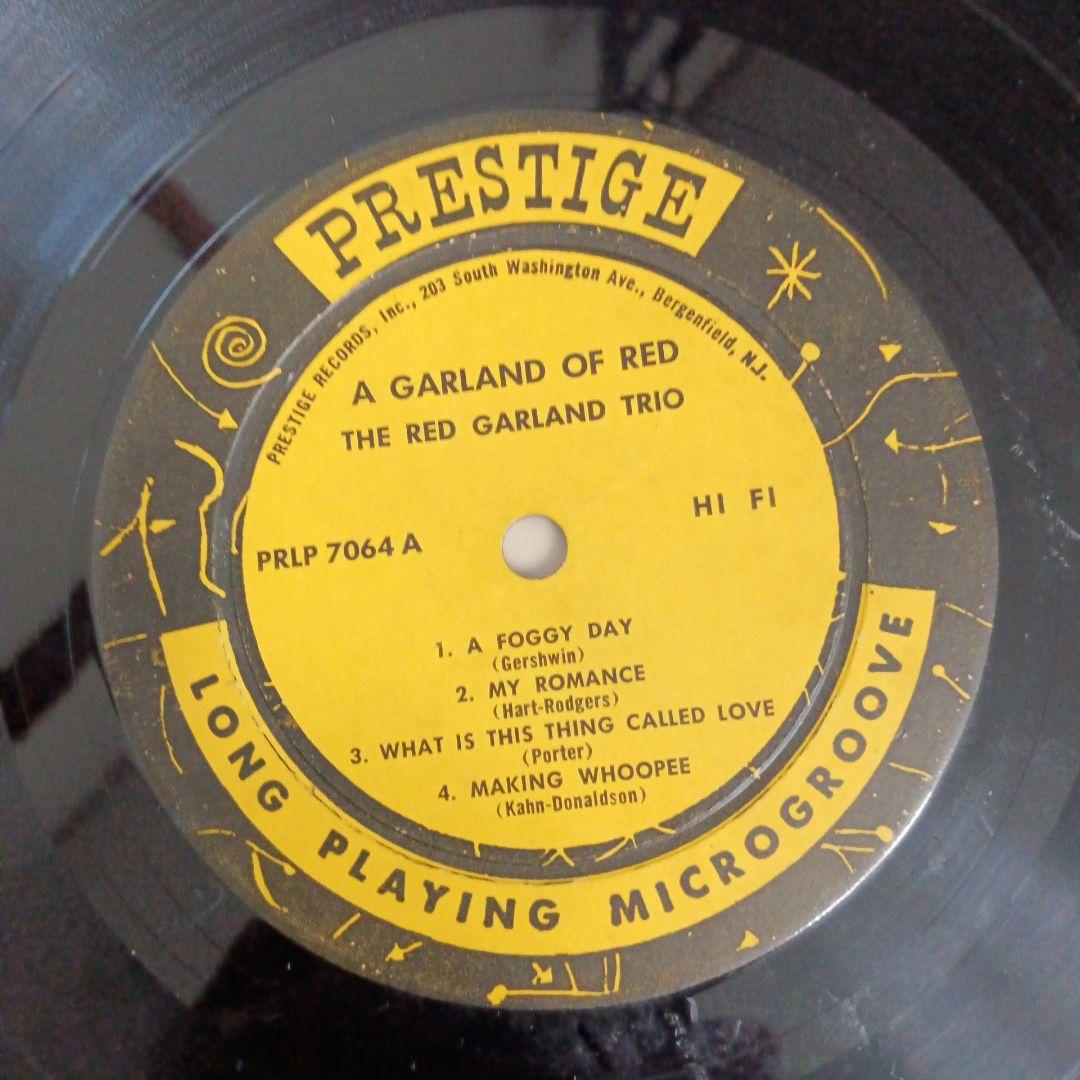 PRESTIGE
PRESTIGE RECORDS, Inc., 203 South Washington Ave., Bergenfield, N.J.
A GARLAND OF RED
THE RED GARLAND TRIO
HI FI
PRLP 7064 A
1. A FOGGY DAY
(Gershwin)
2. MY ROMANCE
(Hart-Rodgers)
3. WHAT IS THIS THING CALLED LOVE
(Porter)
4. MAKING WHOOPEE
(Kahn-Donaldson)
LONG PLAYING MICROGROOVE